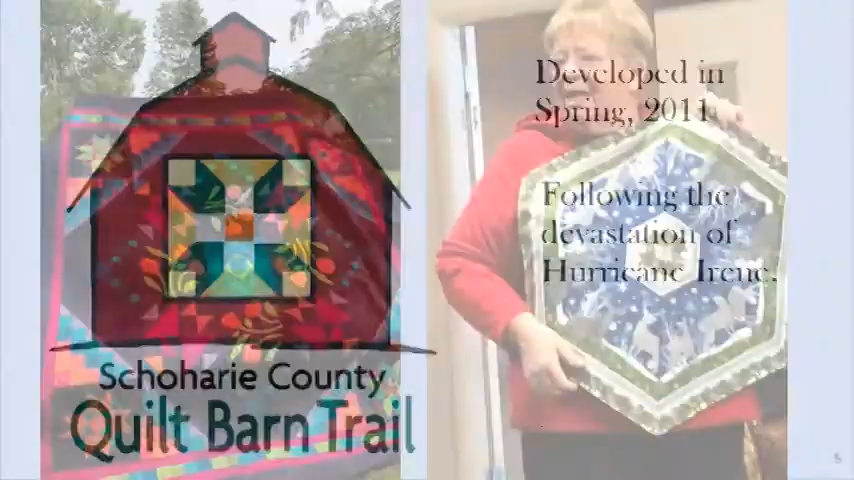 Schoharie County
Quilt Barn Trail
Developed in
Spring, 2011
Following the
devastation of
Hurricane Irene.
5